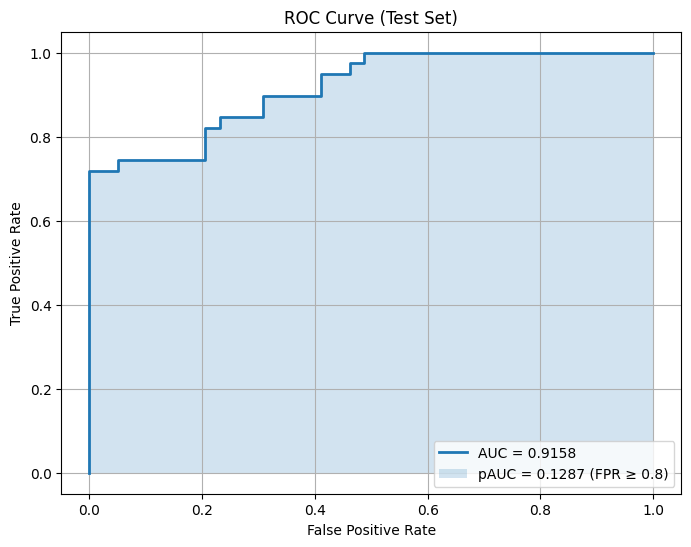 ROC Curve (Test Set)
True Positive Rate
1.0
0.8
0.6
0.4
0.2
0.0
0.0 0.2 0.4 0.6 0.8 1.0
False Positive Rate
AUC = 0.9158
pAUC = 0.1287 (FPR ≥ 0.8)